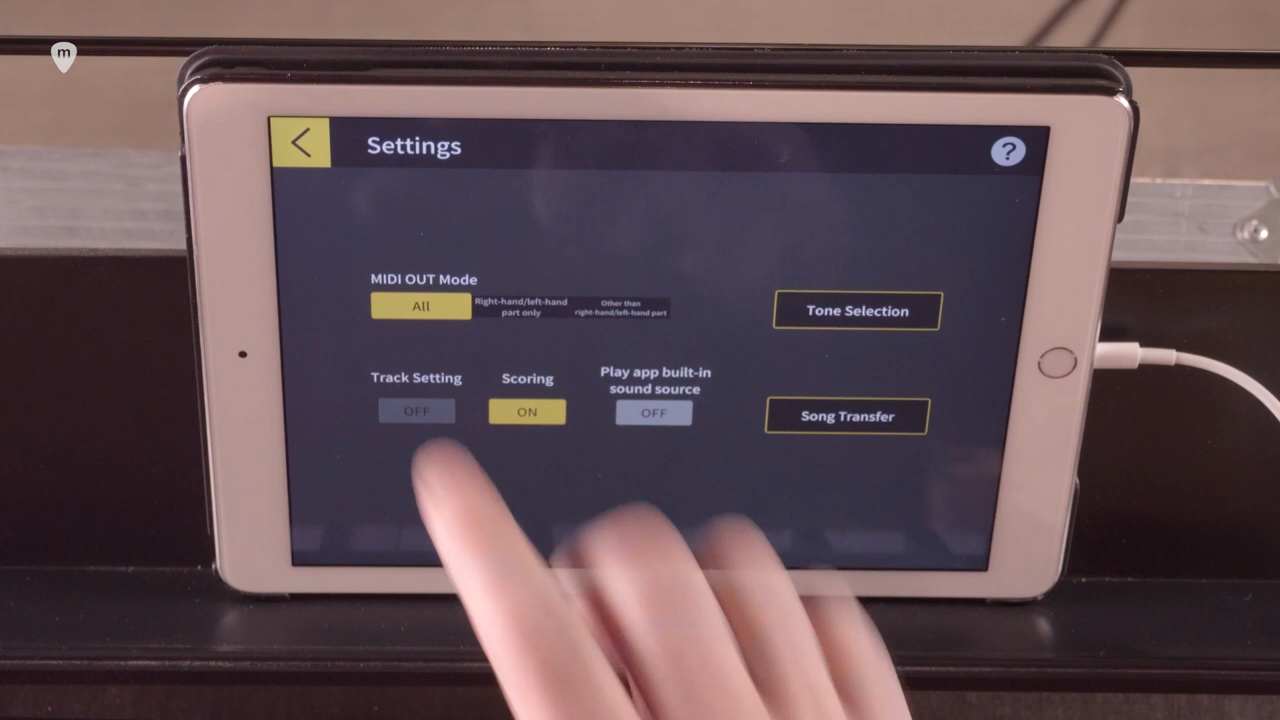 m
Settings
?
MIDI OUT Mode
All
Right-hand/left-hand
part only
Other than
right-hand/left-hand part
Tone Selection
Track Setting
Scoring
Play app built-in
sound source
OFF
ON
OFF
Song Transfer